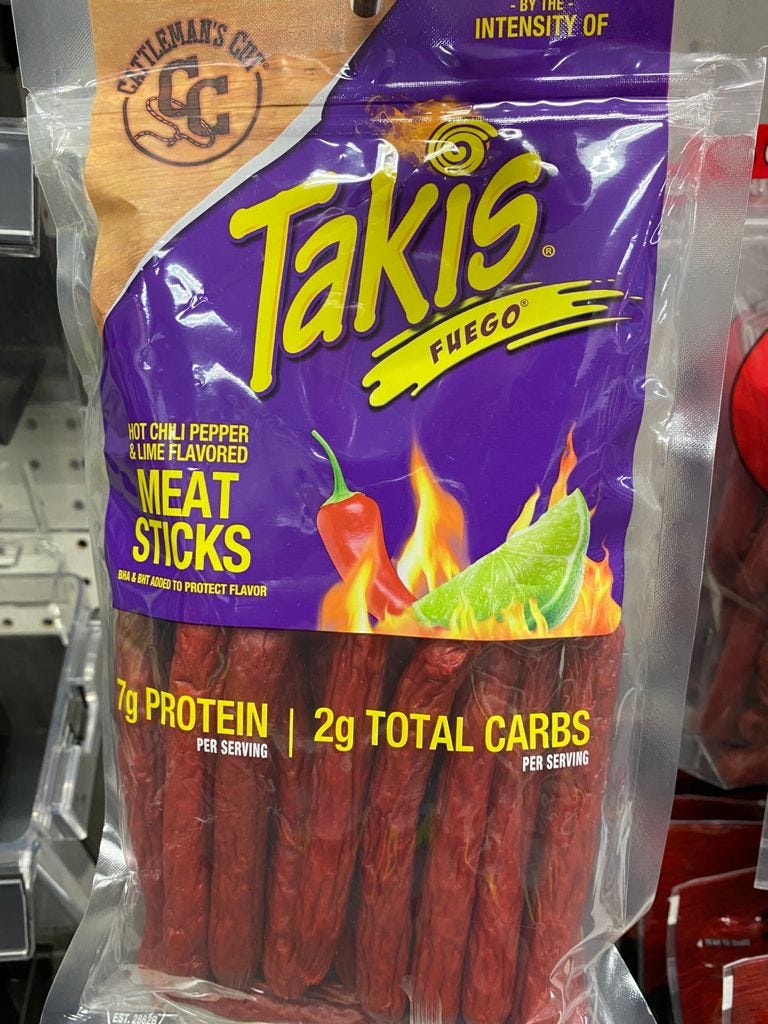 - BY THE -
INTENSITY OF
CATTLEMAN'S CUT®
CC
Takis®
FUEGO®
HOT CHILI PEPPER
& LIME FLAVORED
MEAT
STICKS
BHA & BHT ADDED TO PROTECT FLAVOR
7g PROTEIN | 2g TOTAL CARBS
PER SERVING
PER SERVING